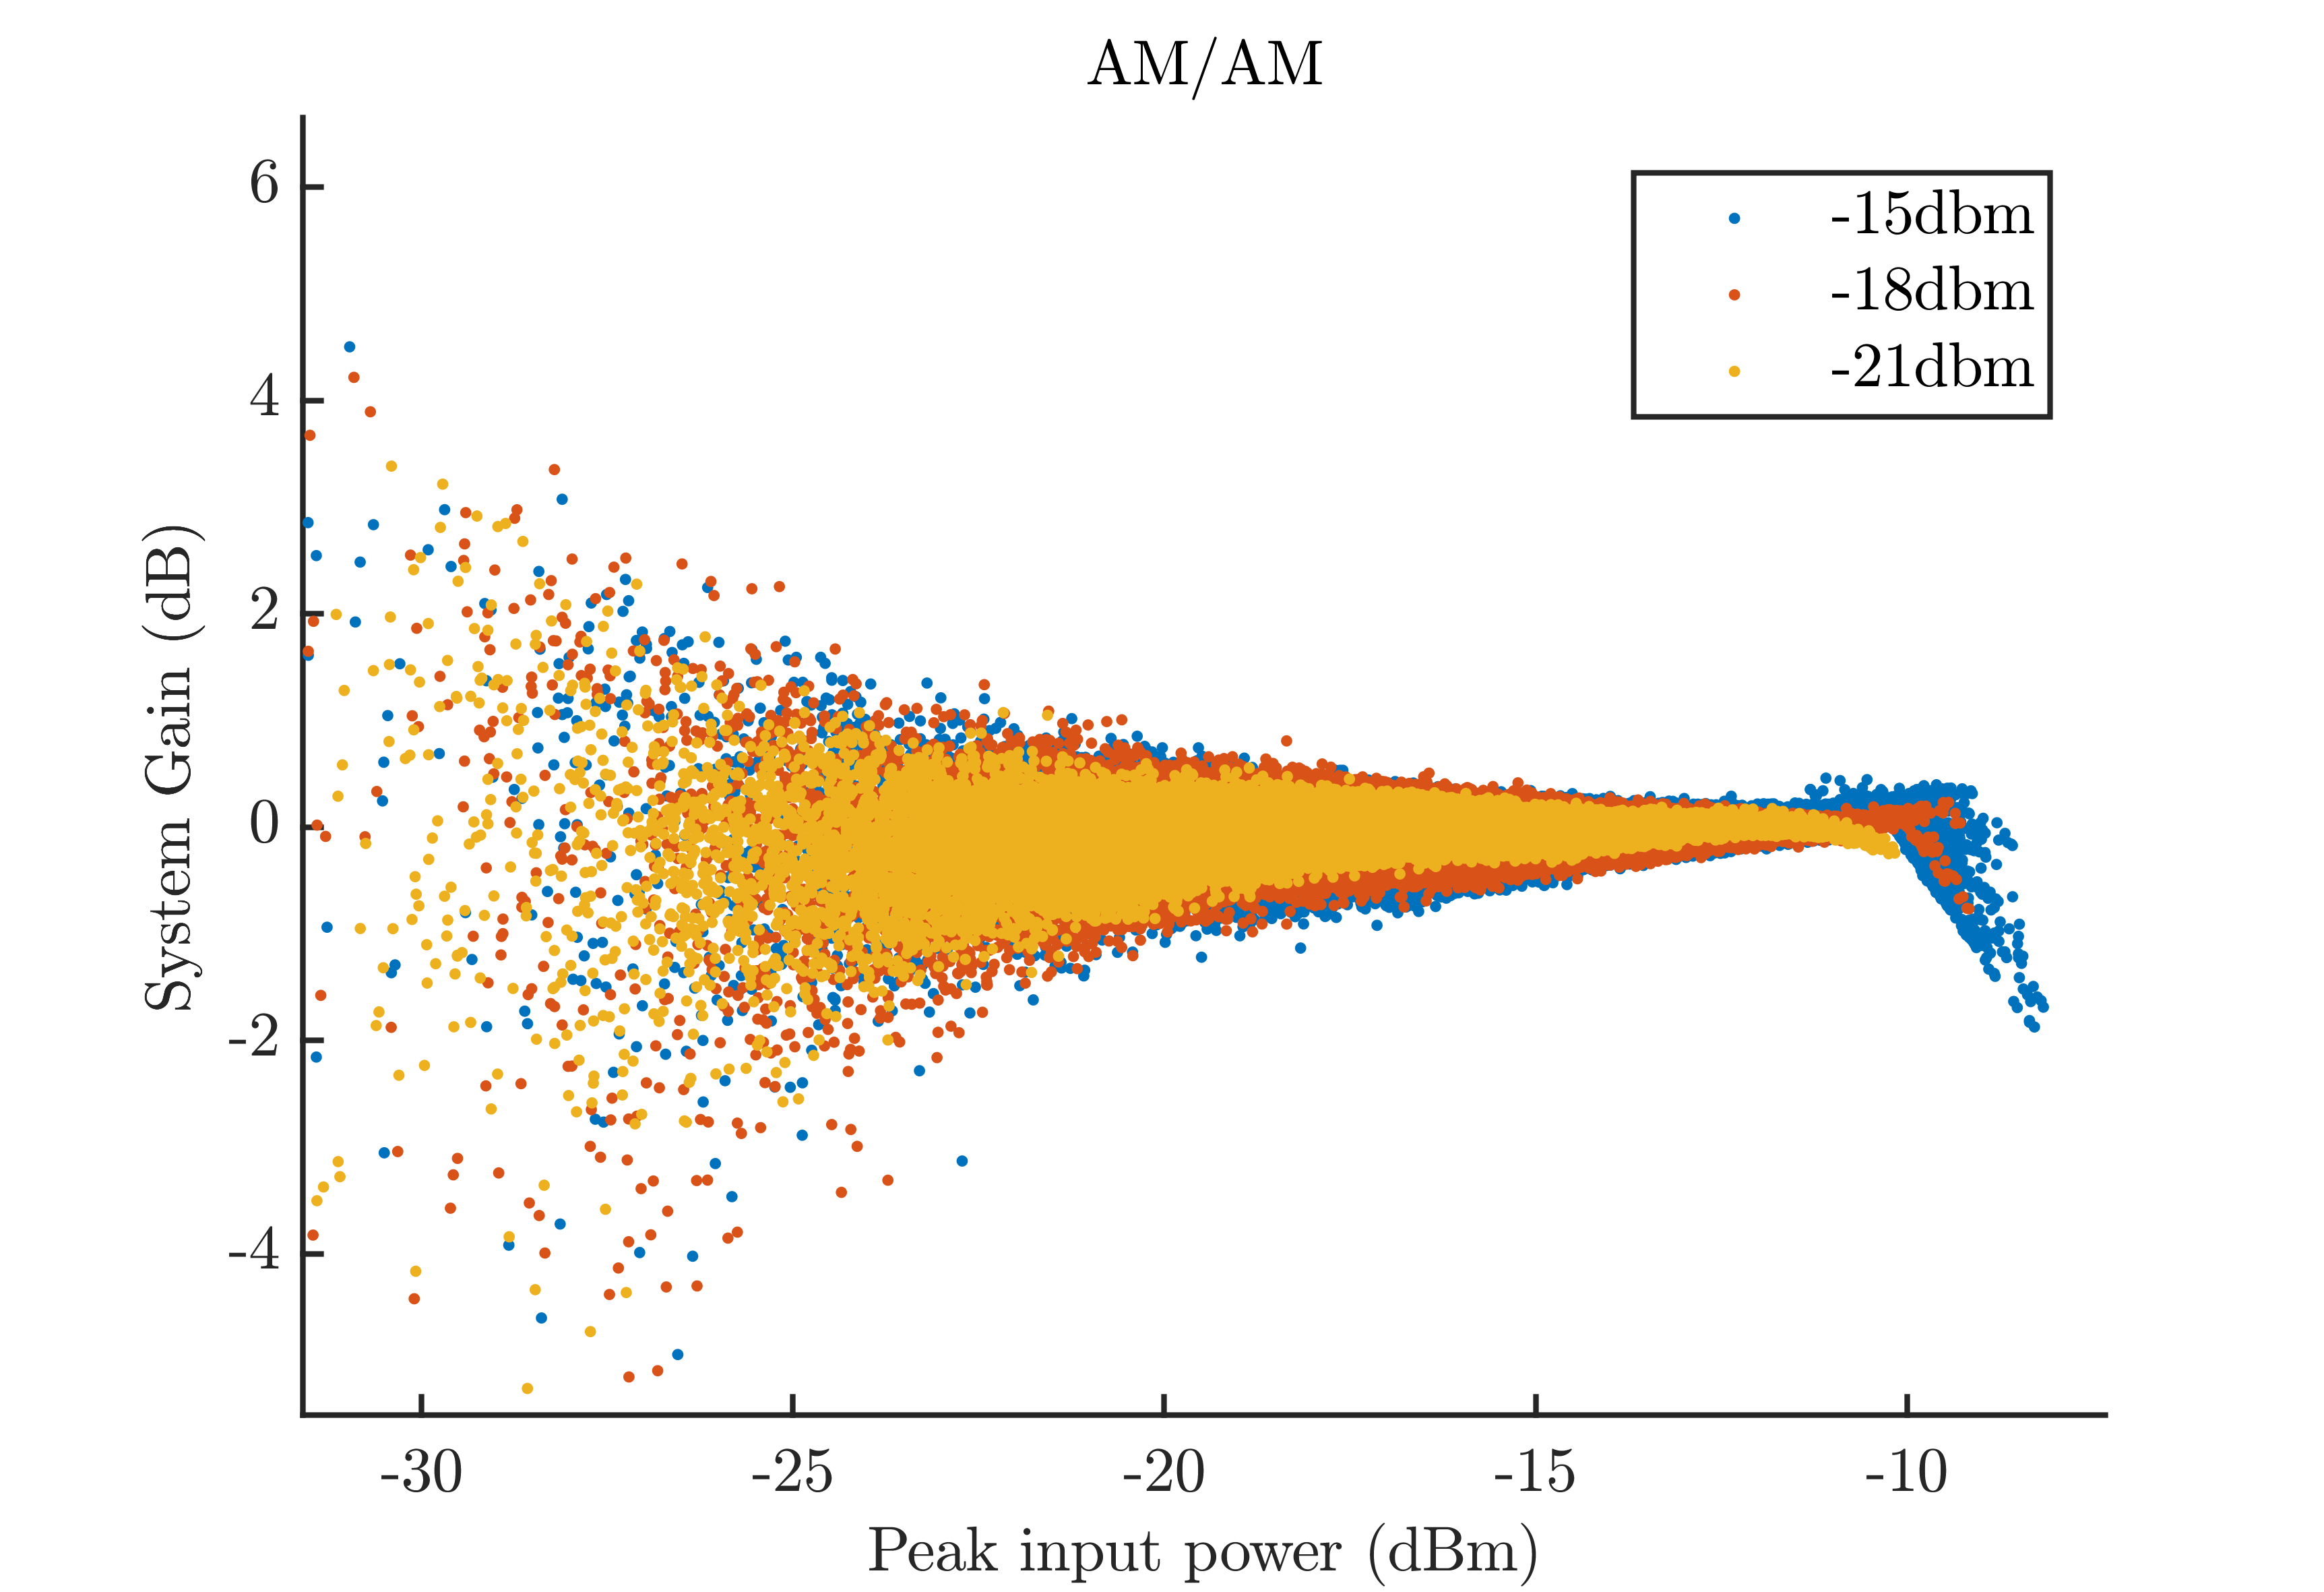 AM/AM
6
4
2
0
-2
-4
System Gain (dB)
-15dbm
-18dbm
-21dbm
-30
-25
-20
-15
-10
Peak input power (dBm)